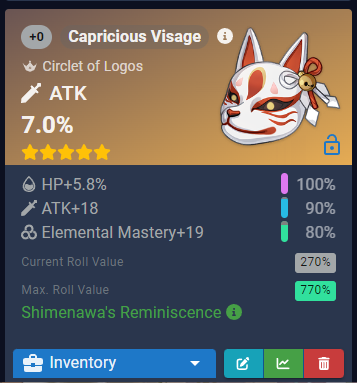 +0 Capricious Visage
Circlet of Logos
ATK
7.0%
HP+5.8% 100%
ATK+18 90%
Elemental Mastery+19 80%
Current Roll Value 270%
Max. Roll Value 770%
Shimenawa's Reminiscence
Inventory